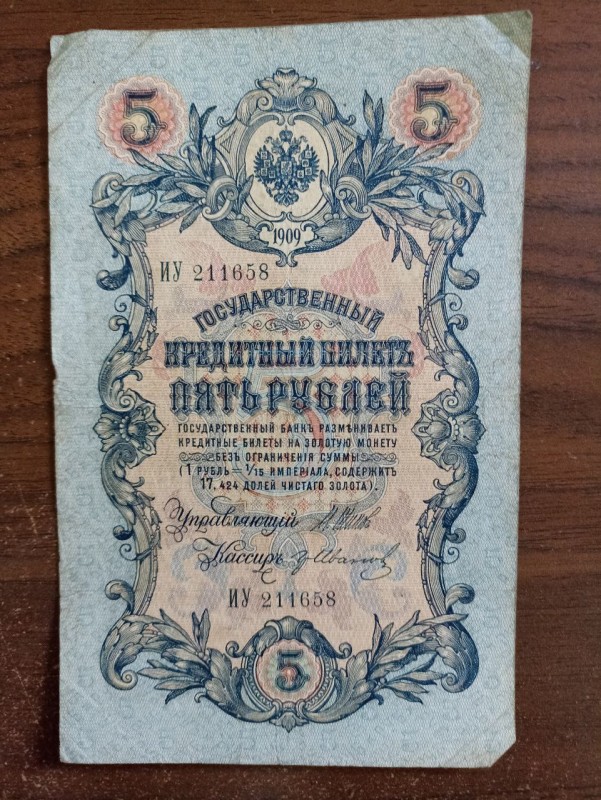 5 5
1909
ИУ 211658
ГОСУДАРСТВЕННЫЙ
КРЕДИТНЫЙ БИЛЕТЪ
ПЯТЬ РУБЛЕЙ
ГОСУДАРСТВЕННЫЙ БАНКЪ РАЗМѢНИВАЕТЪ
КРЕДИТНЫЕ БИЛЕТЫ НА ЗОЛОТУЮ МОНЕТУ
БЕЗЪ ОГРАНИЧЕНІЯ СУММЫ
(1 РУБЛЬ = 1/15 ИМПЕРІАЛА, СОДЕРЖИТЪ
17,424 ДОЛЕЙ ЧИСТАГО ЗОЛОТА).
Управляющій
Кассиръ
ИУ 211658
5